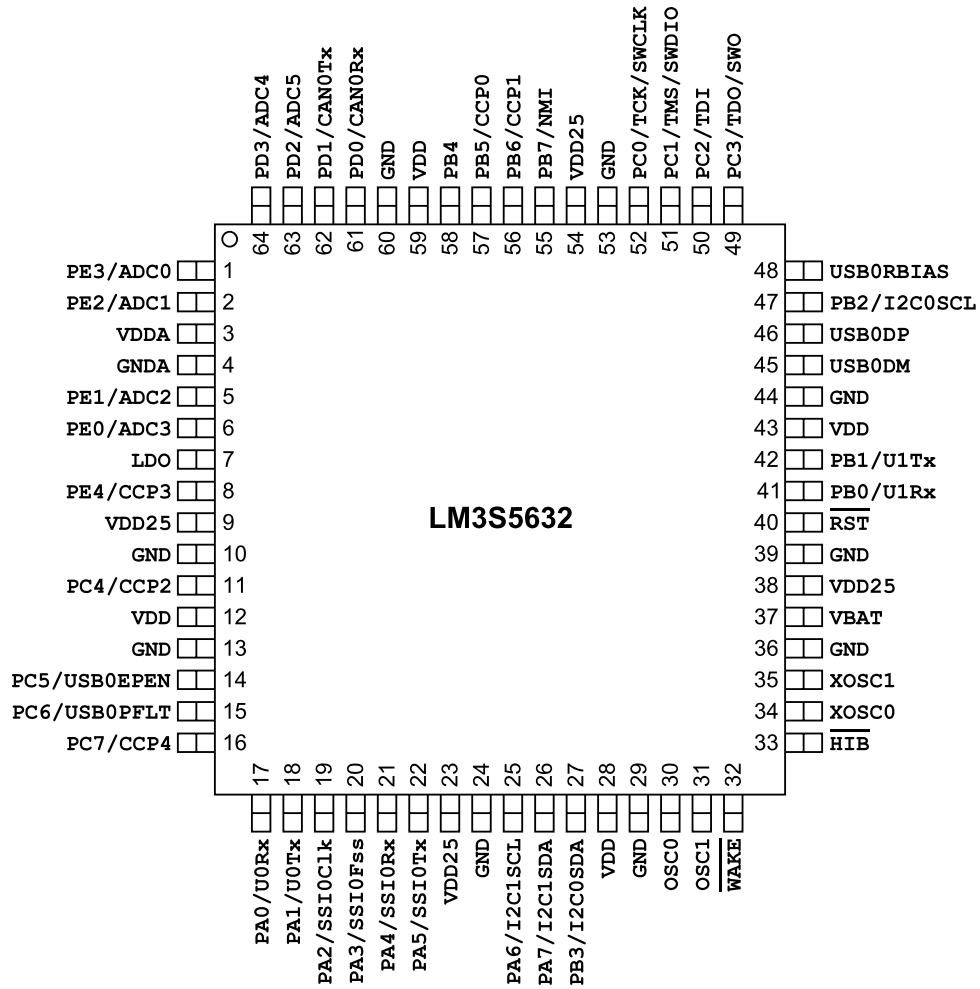 PD3/ADC4
PD2/ADC5
PD1/CAN0Tx
PD0/CAN0Rx
GND
VDD
PB4
PB5/CCP0
PB6/CCP1
PB7/NMI
VDD25
GND
PC0/TCK/SWCLK
PC1/TMS/SWDIO
PC2/TDI
PC3/TDO/SWO
64 63 62 61 60 59 58 57 56 55 54 53 52 51 50 49
PE3/ADC0 1
PE2/ADC1 2
VDDA 3
GNDA 4
PE1/ADC2 5
PE0/ADC3 6
LDO 7
PE4/CCP3 8
VDD25 9
GND 10
PC4/CCP2 11
VDD 12
GND 13
PC5/USB0EPEN 14
PC6/USB0PFLT 15
PC7/CCP4 16
LM3S5632
48 USB0RBIAS
47 PB2/I2C0SCL
46 USB0DP
45 USB0DM
44 GND
43 VDD
42 PB1/U1Tx
41 PB0/U1Rx
40 RST
39 GND
38 VDD25
37 VBAT
36 GND
35 XOSC1
34 XOSC0
33 HIB
17 18 19 20 21 22 23 24 25 26 27 28 29 30 31 32
PA0/U0Rx
PA1/U0Tx
PA2/SSI0Clk
PA3/SSI0Fss
PA4/SSI0Rx
PA5/SSI0Tx
VDD25
GND
PA6/I2C1SCL
PA7/I2C1SDA
PB3/I2C0SDA
VDD
GND
OSC0
OSC1
WAKE